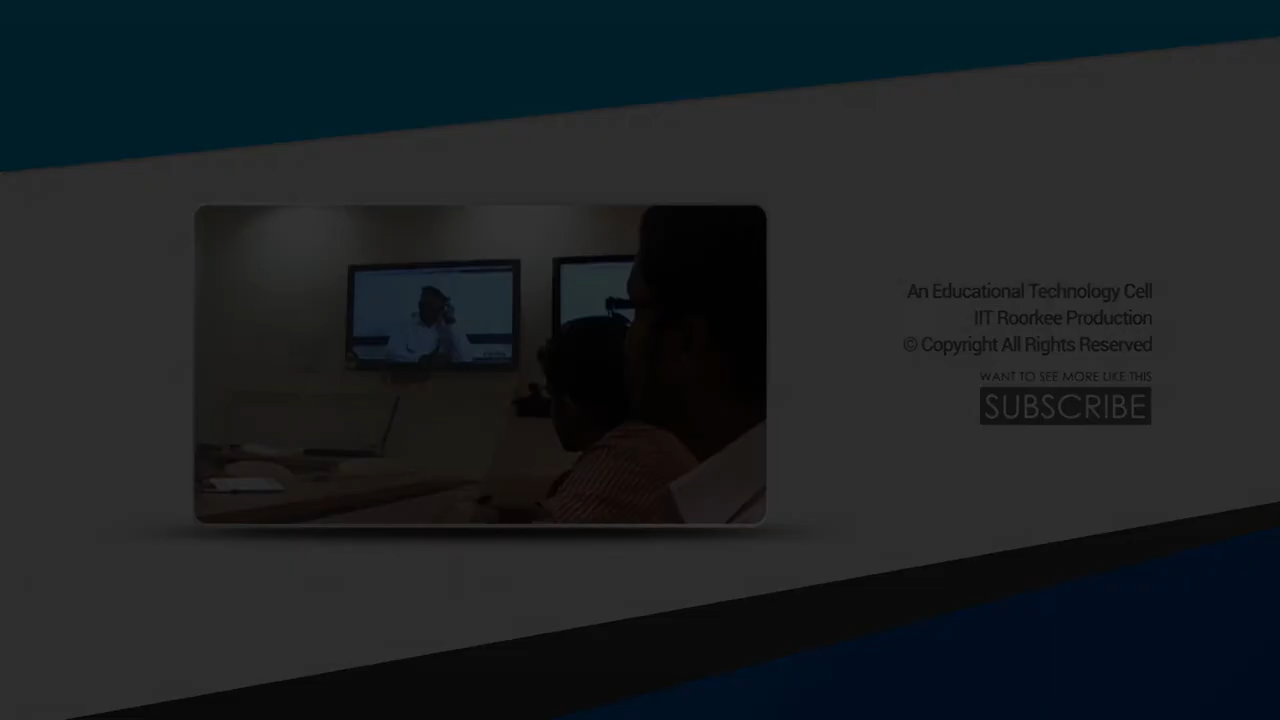 An Educational Technology Cell
IIT Roorkee Production
© Copyright All Rights Reserved
WANT TO SEE MORE LIKE THIS
SUBSCRIBE